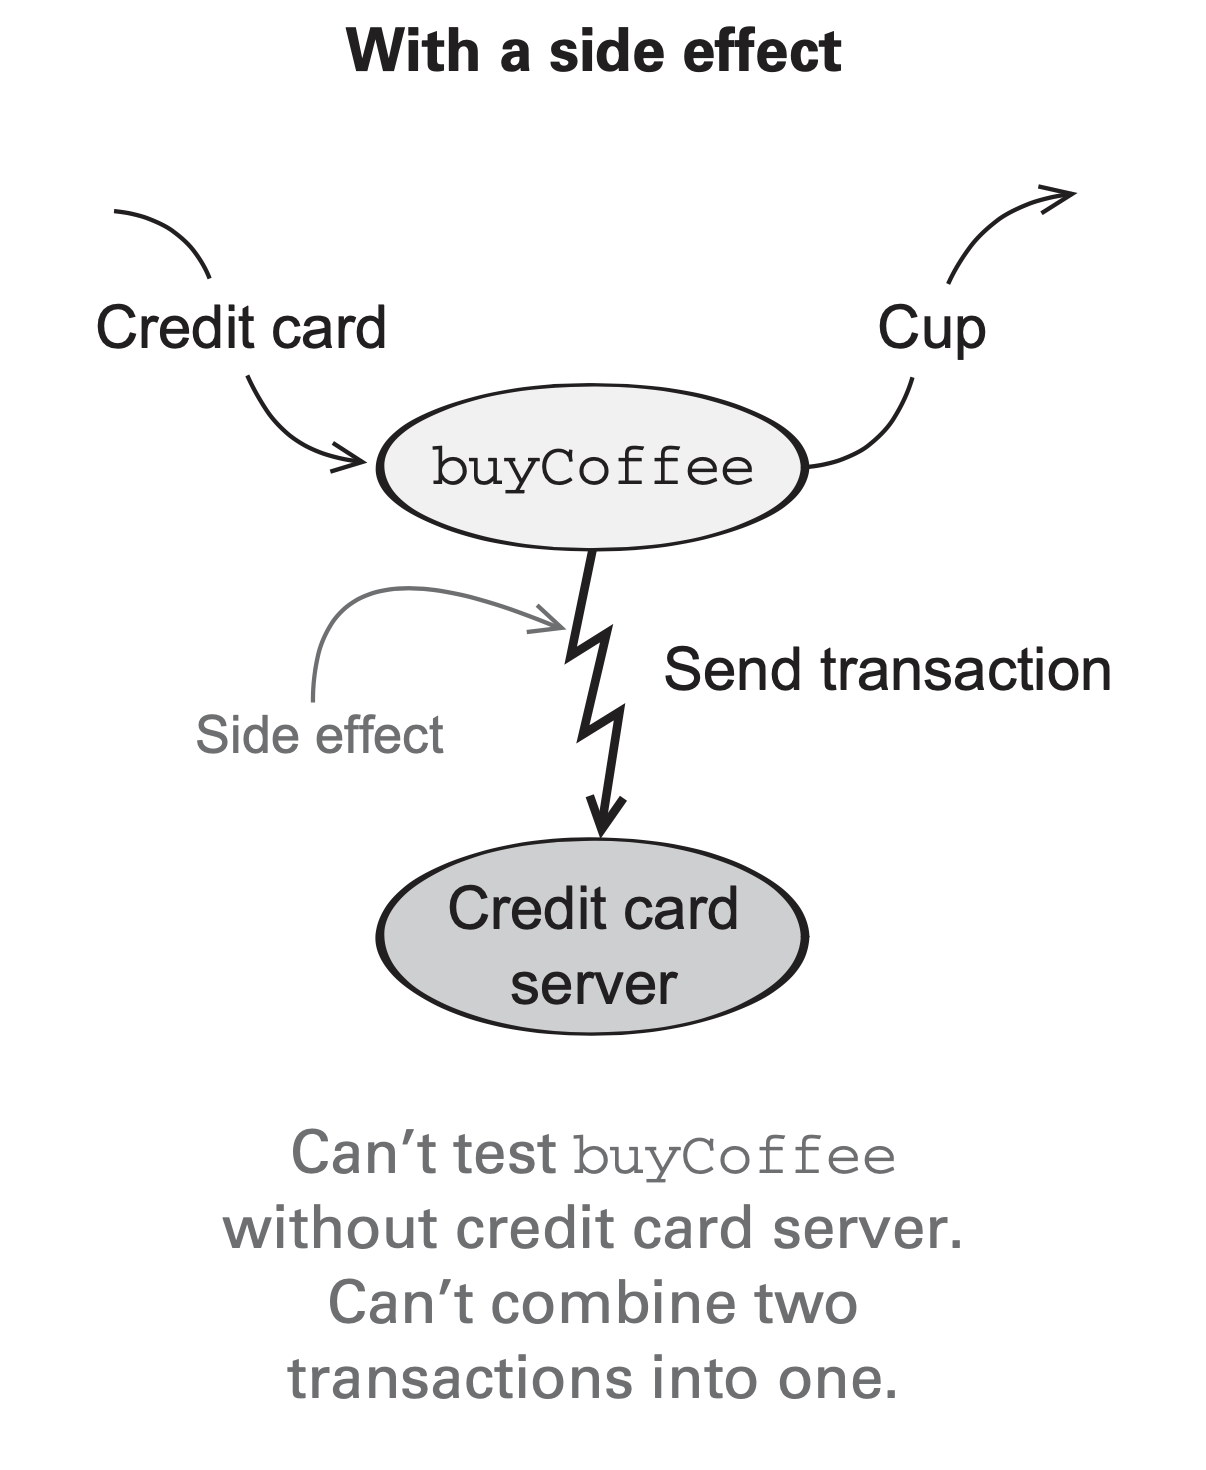 With a side effect
Credit card
Cup
buyCoffee
Send transaction
Side effect
Credit card
server
Can’t test buyCoffee
without credit card server.
Can’t combine two
transactions into one.